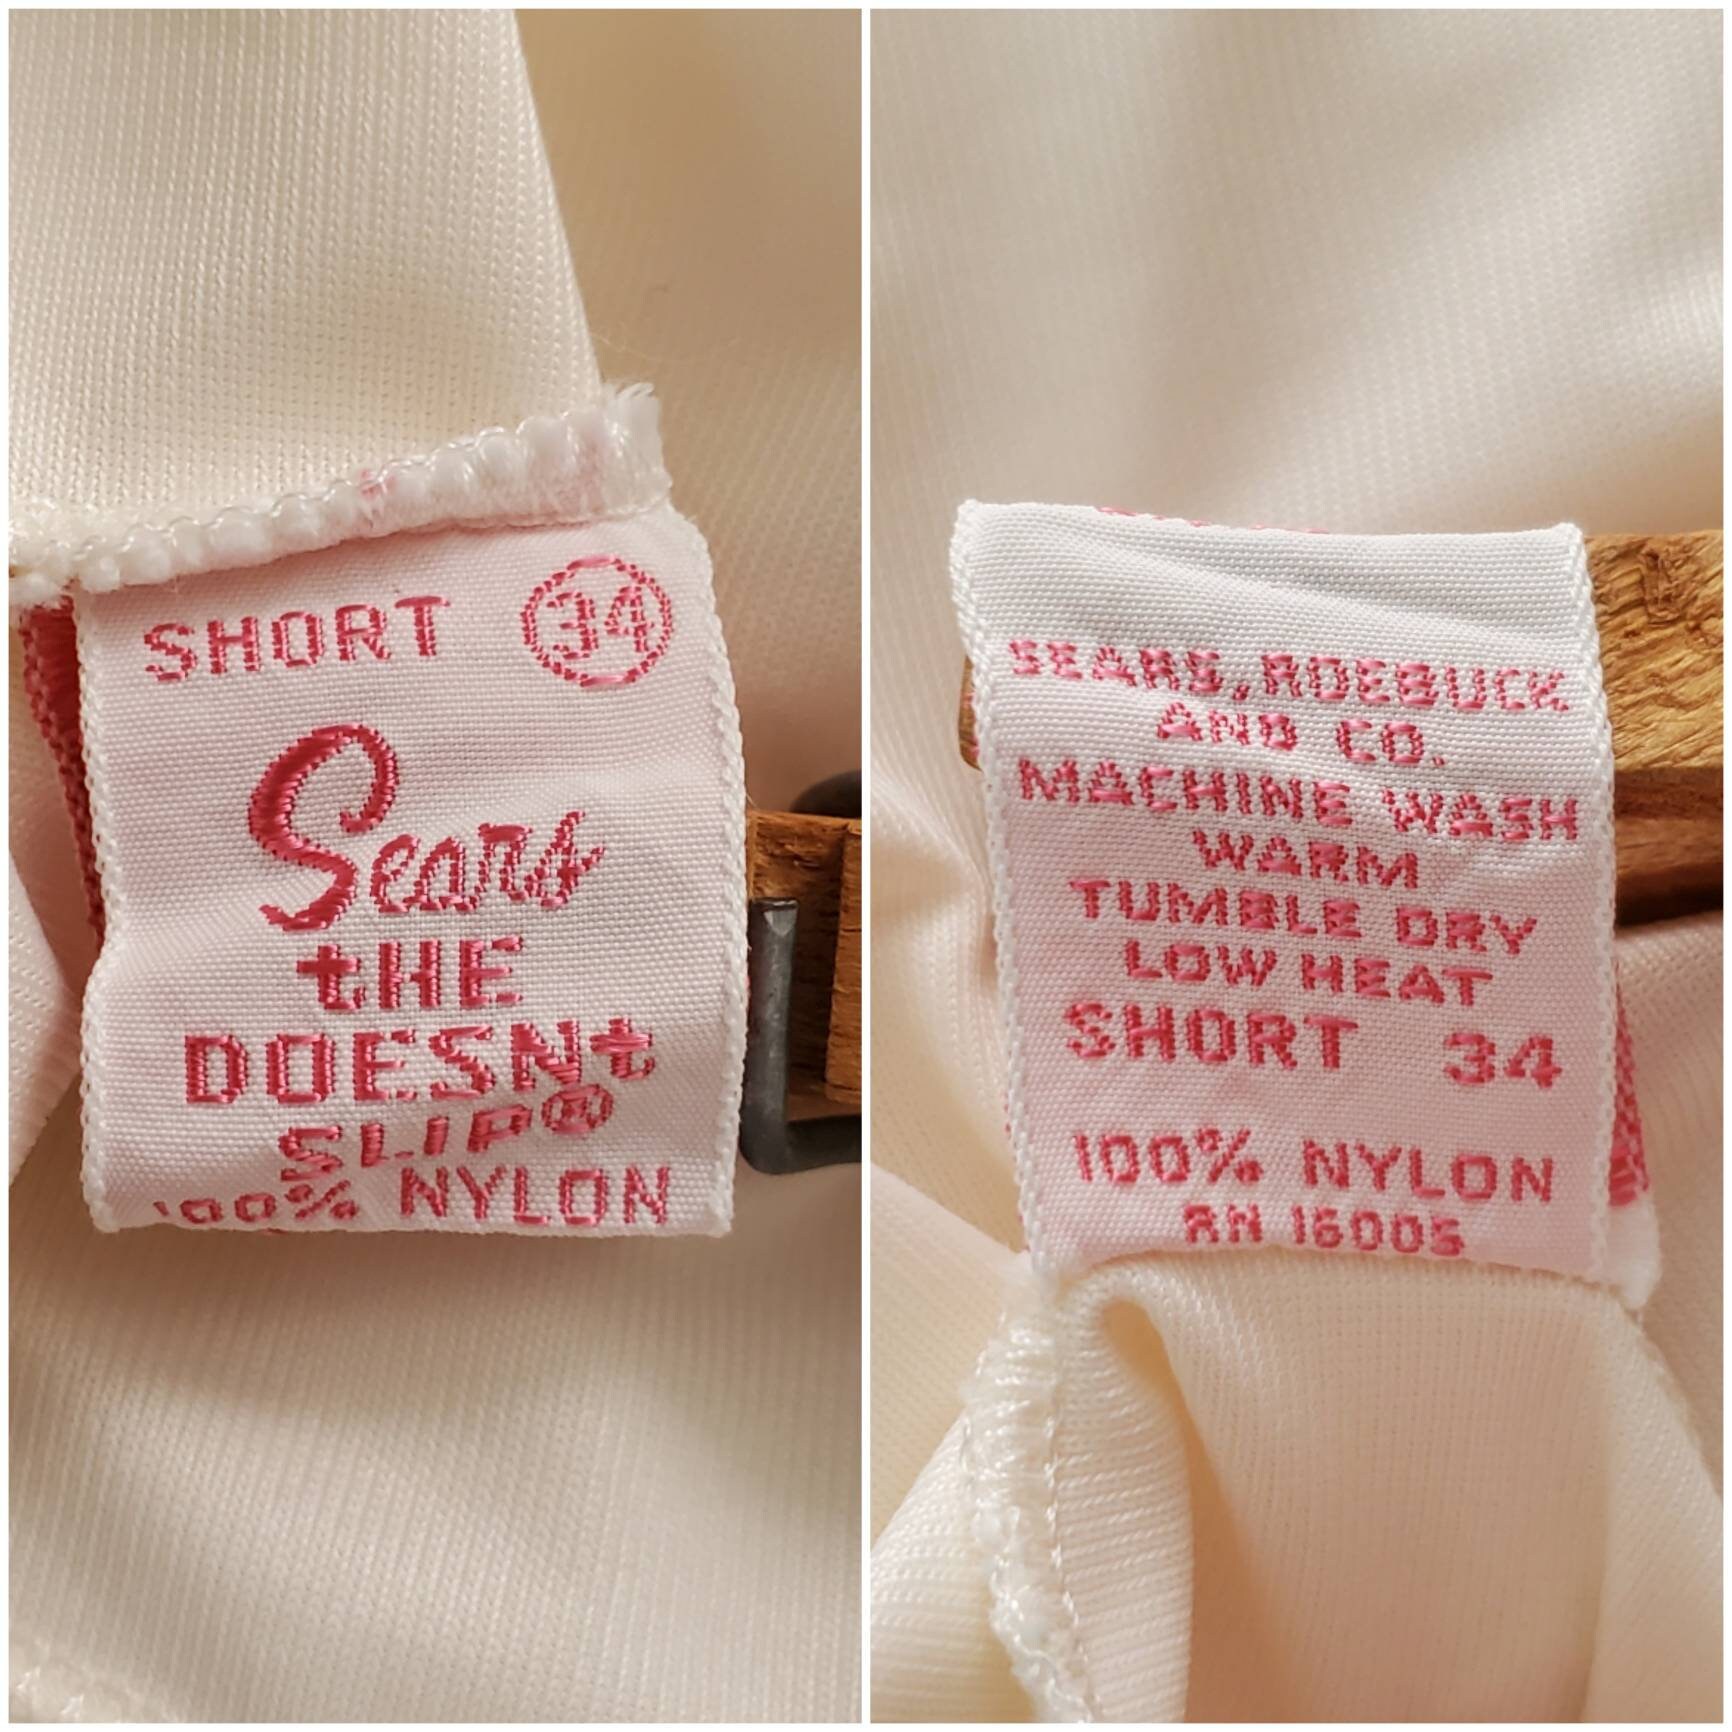 SHORT 34
Sears
tHE
DOESNt
SLIP®
100% NYLON
SEARS, ROEBUCK
AND CO.
MACHINE WASH
WARM
TUMBLE DRY
LOW HEAT
SHORT 34
100% NYLON
RN 16005